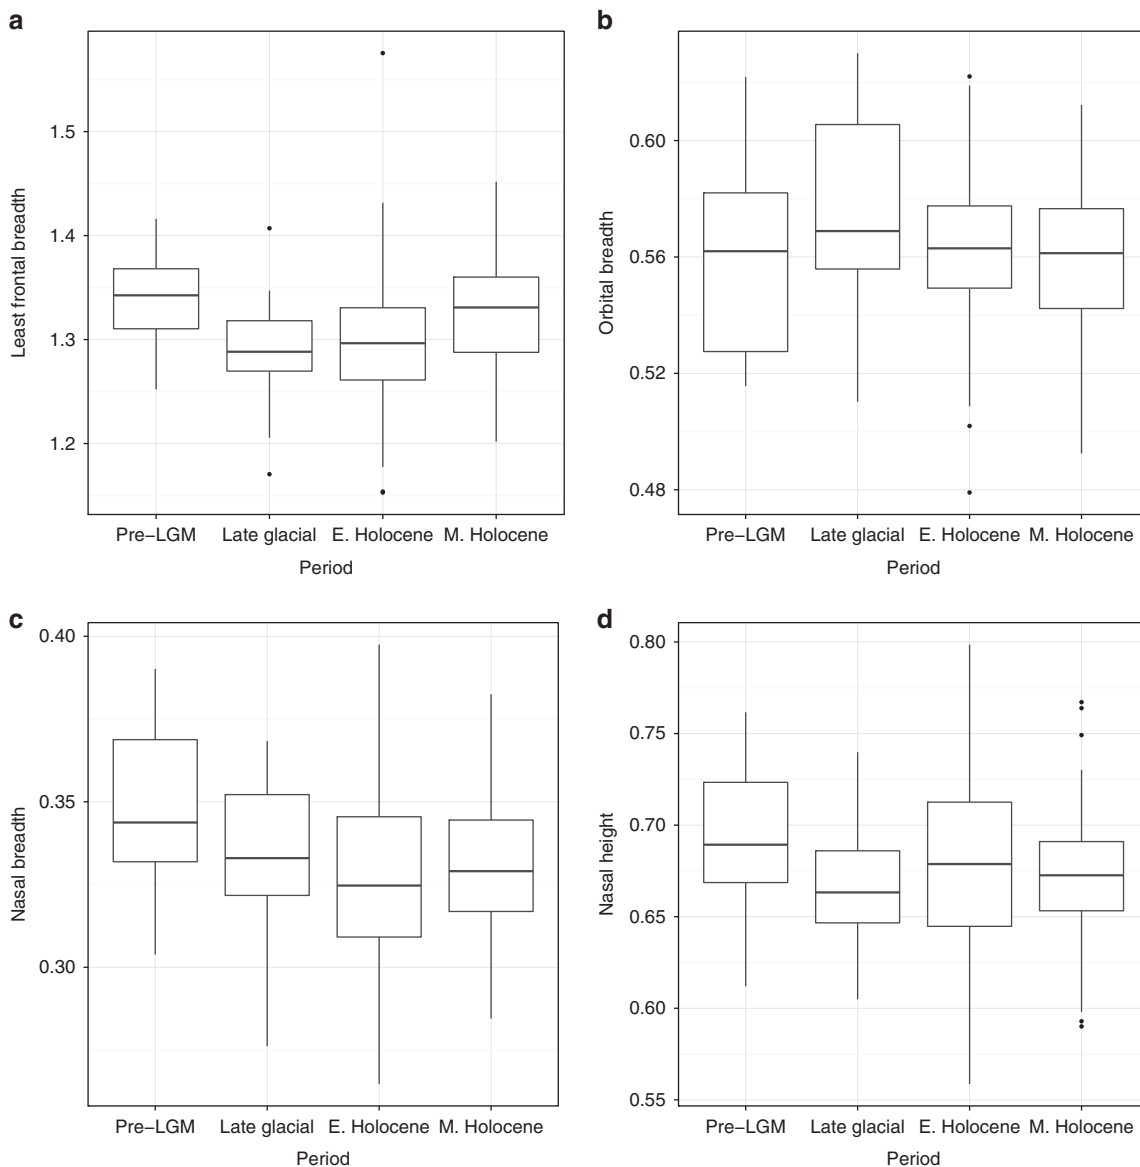 a
1.5
1.4
1.3
1.2
Least frontal breadth
Pre−LGM Late glacial E. Holocene M. Holocene
Period
b
0.60
0.56
0.52
0.48
Orbital breadth
Pre−LGM Late glacial E. Holocene M. Holocene
Period
c
0.40
0.35
0.30
Nasal breadth
Pre−LGM Late glacial E. Holocene M. Holocene
Period
d
0.80
0.75
0.70
0.65
0.60
0.55
Nasal height
Pre−LGM Late glacial E. Holocene M. Holocene
Period